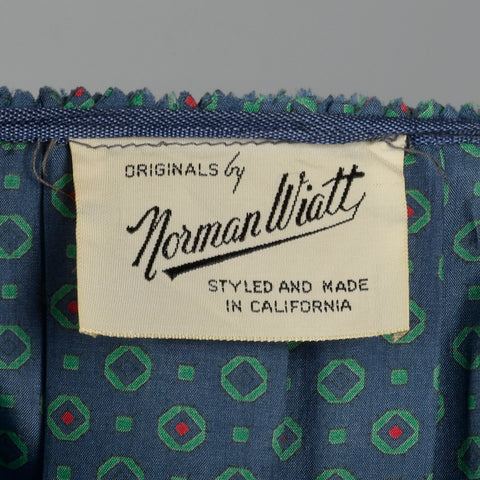 ORIGINALS by
Norman Wiatt
STYLED AND MADE
IN CALIFORNIA